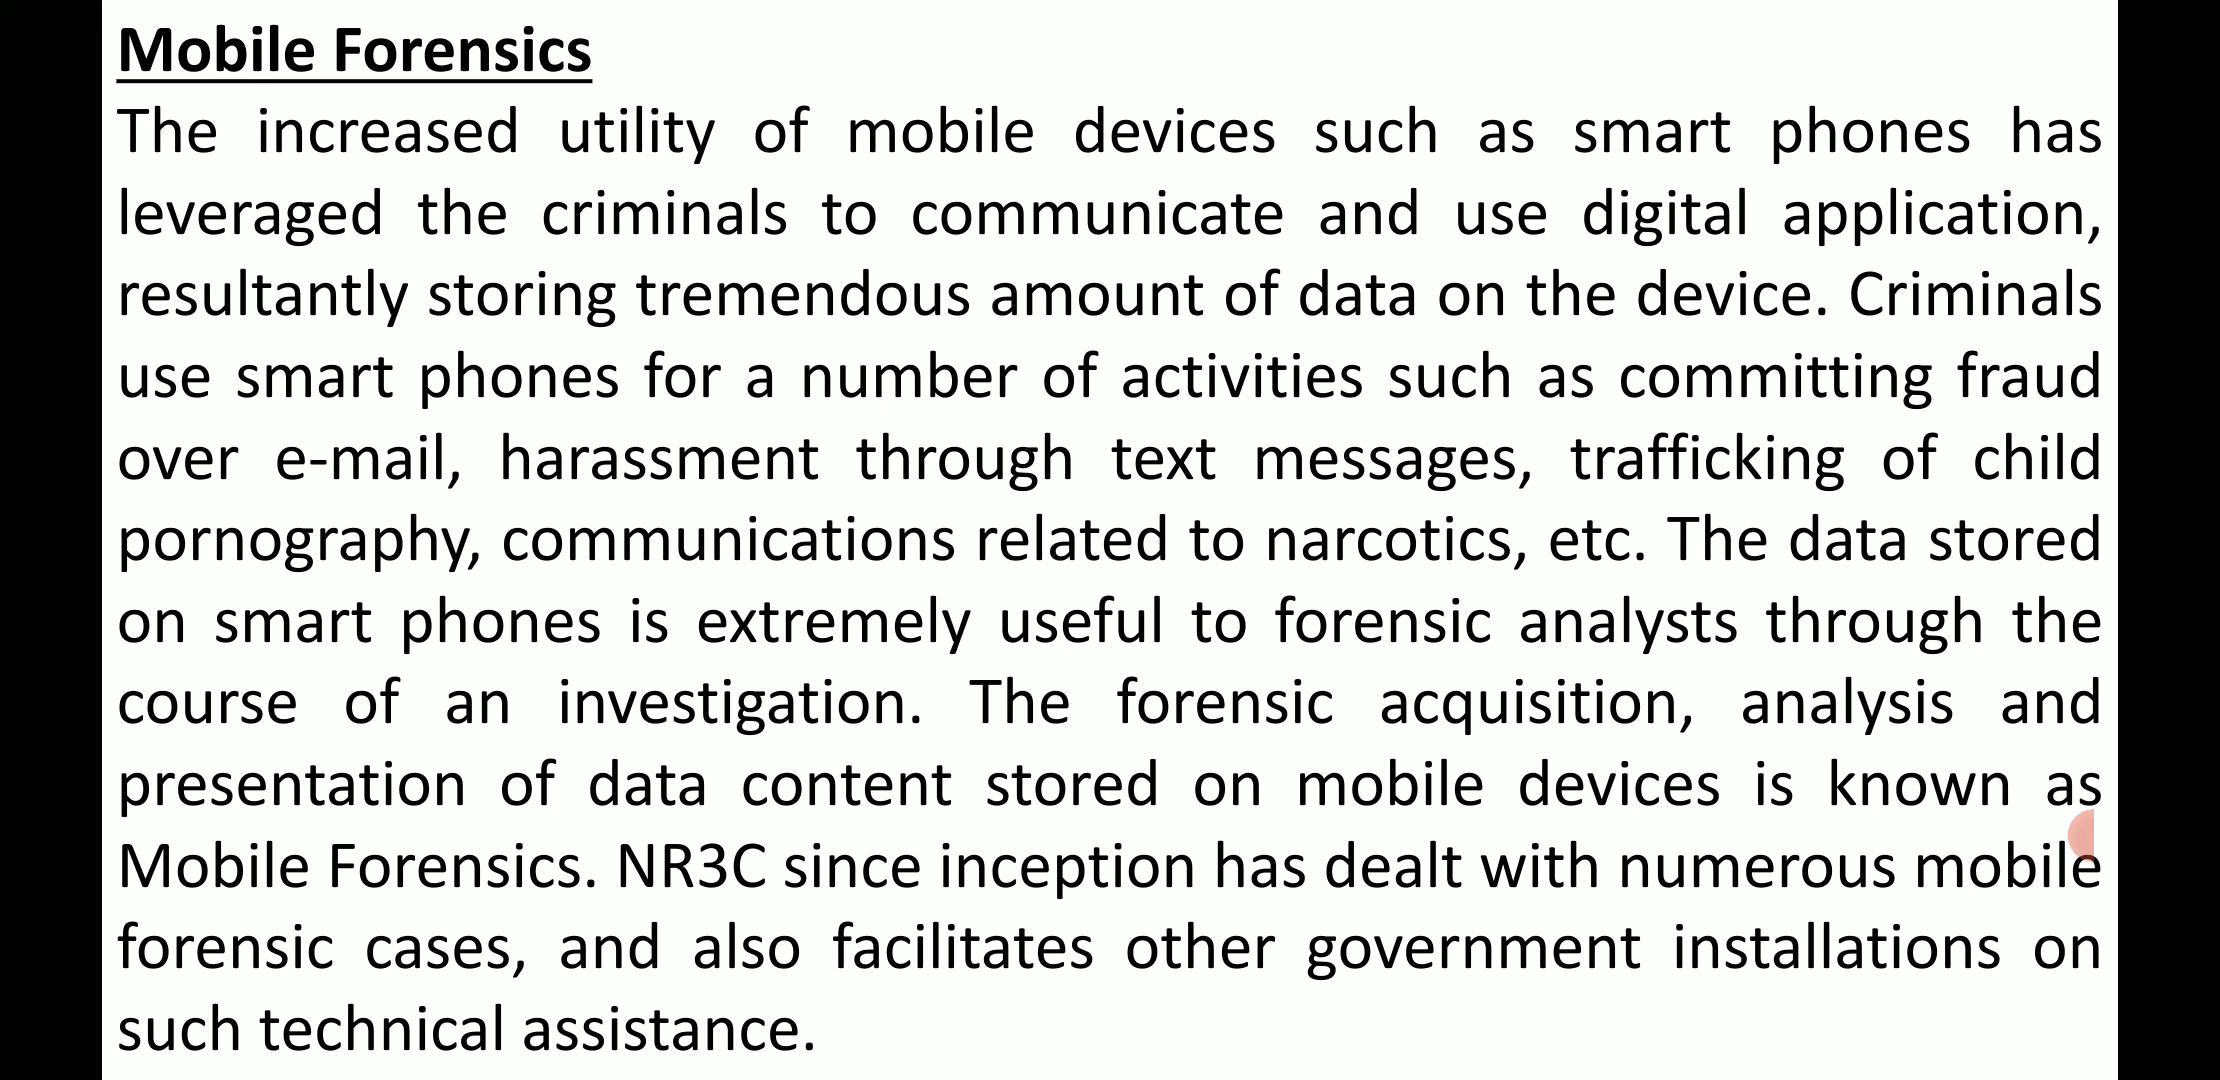 Mobile Forensics
The increased utility of mobile devices such as smart phones has
leveraged the criminals to communicate and use digital application,
resultantly storing tremendous amount of data on the device. Criminals
use smart phones for a number of activities such as committing fraud
over e-mail, harassment through text messages, trafficking of child
pornography, communications related to narcotics, etc. The data stored
on smart phones is extremely useful to forensic analysts through the
course of an investigation. The forensic acquisition, analysis and
presentation of data content stored on mobile devices is known as
Mobile Forensics. NR3C since inception has dealt with numerous mobile
forensic cases, and also facilitates other government installations on
such technical assistance.